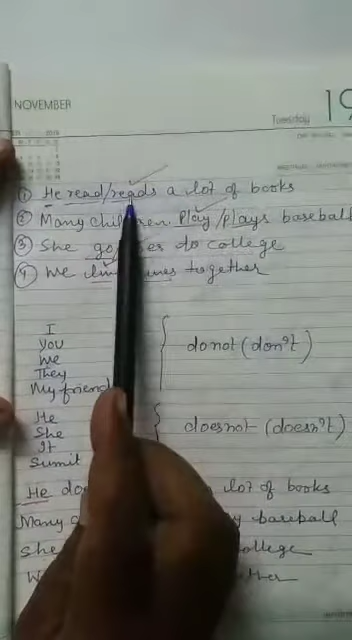 NOVEMBER
Tuesday 19
① He read/reads a lot of books
② Many children play/plays baseball
③ She go/ es to college
④ We live/ together
I
You
We
They
My friend
do not (don't)
He
She
It
Sumit
does not (doesn't)
He do lot of books
Many baseball
She college